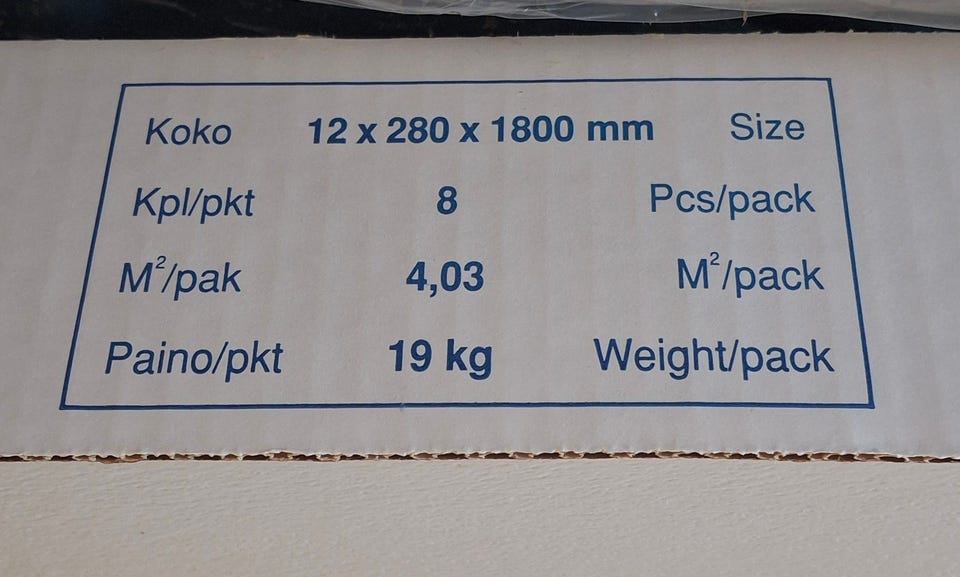 Koko 12 x 280 x 1800 mm Size
Kpl/pkt 8 Pcs/pack
M²/pak 4,03 M²/pack
Paino/pkt 19 kg Weight/pack